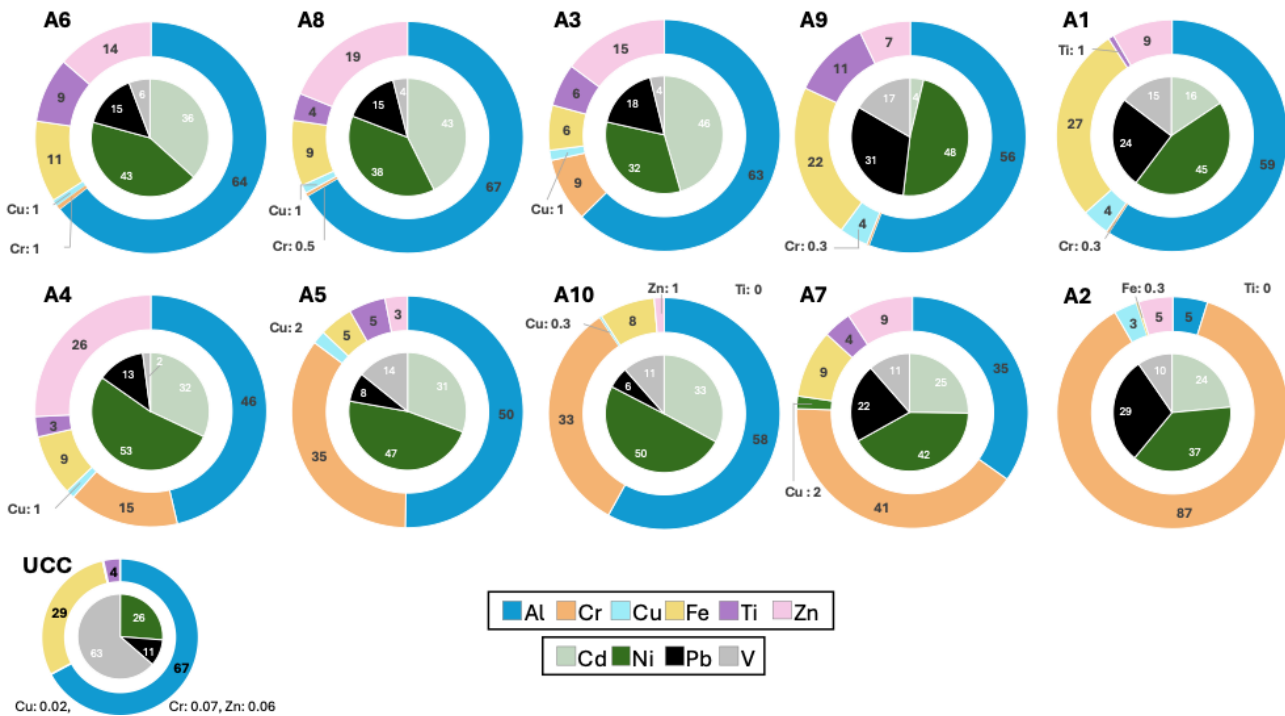 A6
14
9
11
64
6
15
36
43
Cu: 1
Cr: 1
A8
19
4
9
67
4
15
43
38
Cu: 1
Cr: 0.5
A3
15
6
6
9
63
4
18
46
32
Cu: 1
A9
7
11
22
4
56
17
4
31
48
Cr: 0.3
A1
Ti: 1
9
27
4
59
15
16
24
45
Cr: 0.3
A4
26
3
9
15
46
2
13
32
53
Cu: 1
A5
3
5
5
35
50
14
8
31
47
Cu: 2
A10
Zn: 1
Ti: 0
Cu: 0.3
8
33
58
11
6
33
50
A7
9
4
9
41
35
11
22
25
42
Cu : 2
A2
Fe: 0.3
Ti: 0
3
5
5
87
10
29
24
37
UCC
4
29
67
26
11
63
Cu: 0.02,
Cr: 0.07, Zn: 0.06
Al Cr Cu Fe Ti Zn
Cd Ni Pb V